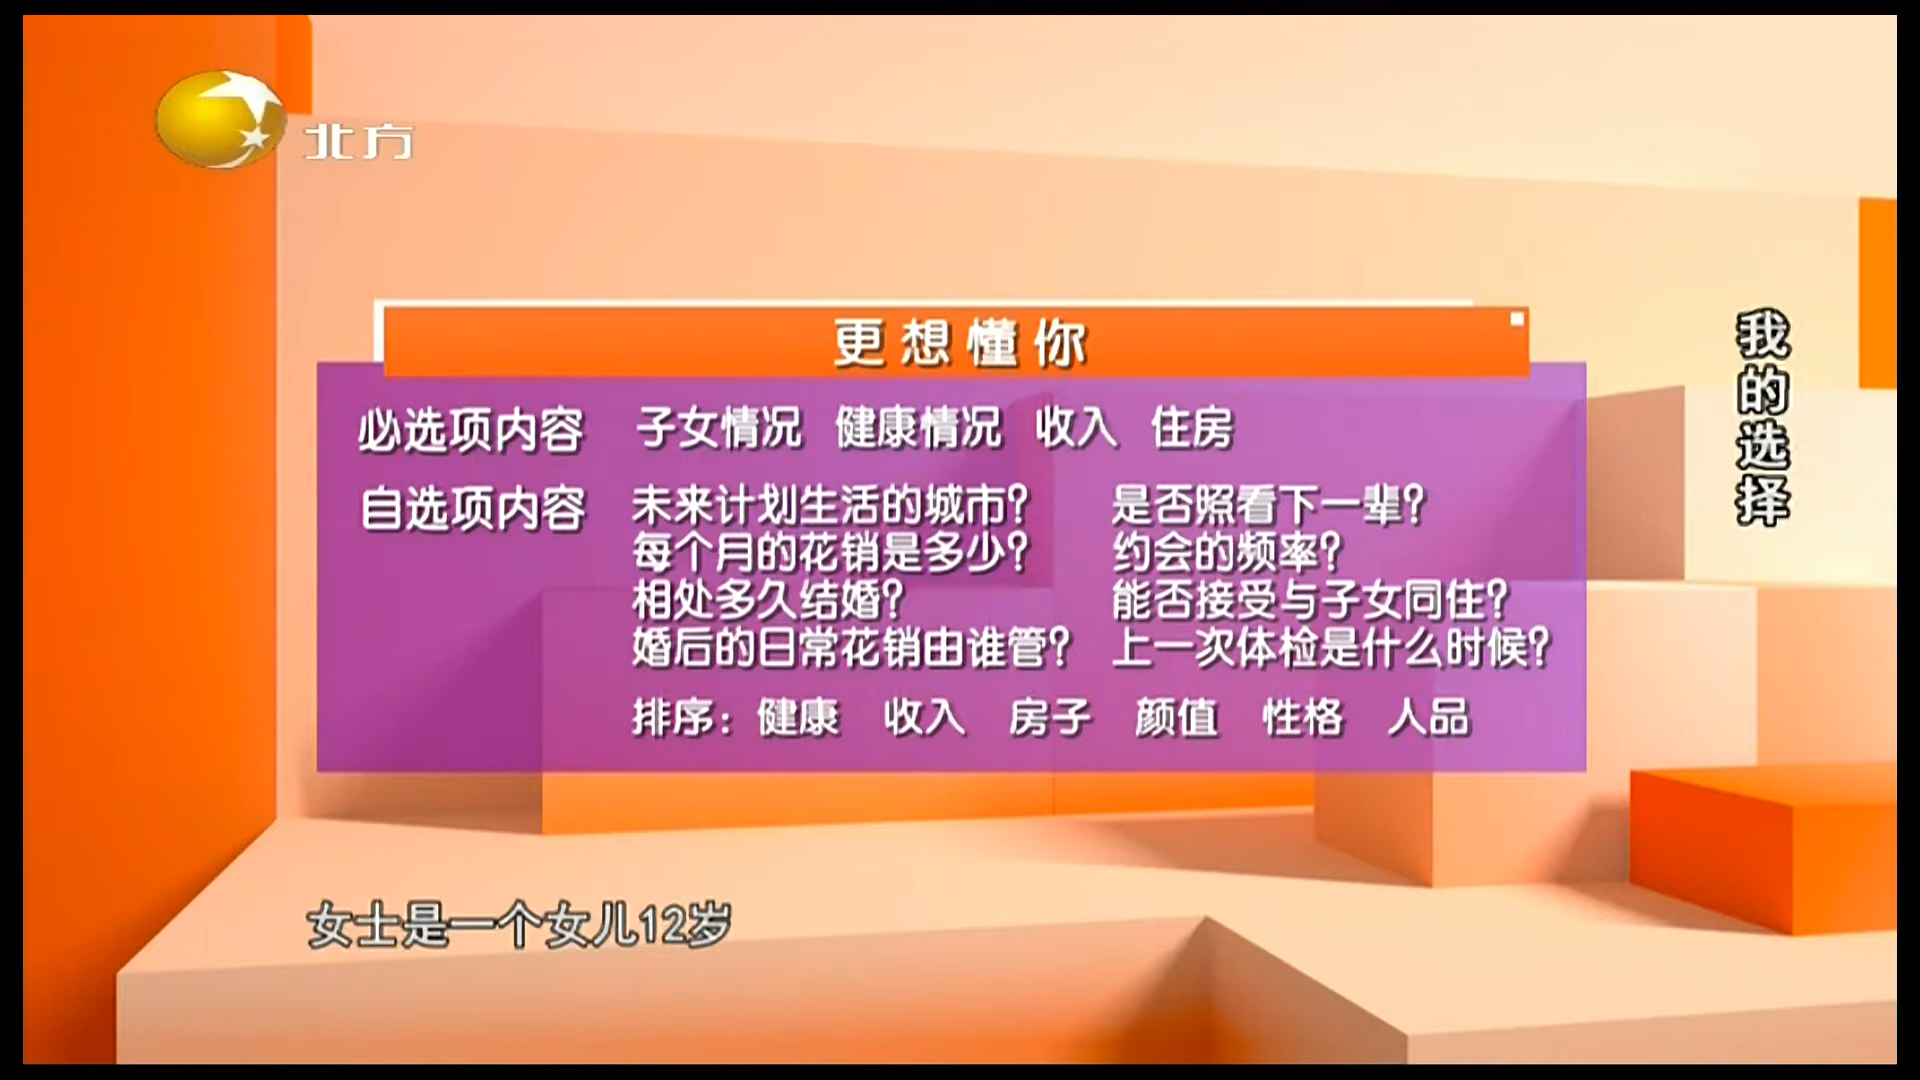 北方
更想懂你
必选项内容 子女情况 健康情况 收入 住房
自选项内容 未来计划生活的城市? 是否照看下一辈?
每个月的花销是多少? 约会的频率?
相处多久结婚? 能否接受与子女同住?
婚后的日常花销由谁管? 上一次体检是什么时候?
排序：健康 收入 房子 颜值 性格 人品
我的选择
女士是一个女儿12岁